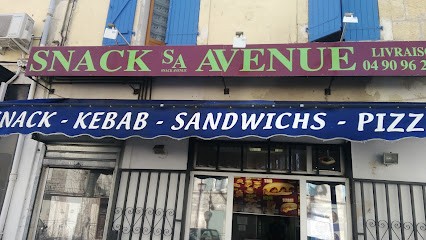 SNACK SA AVENUE LIVRAIS
04 90 96 2
NACK - KEBAB - SANDWICHS - PIZZ